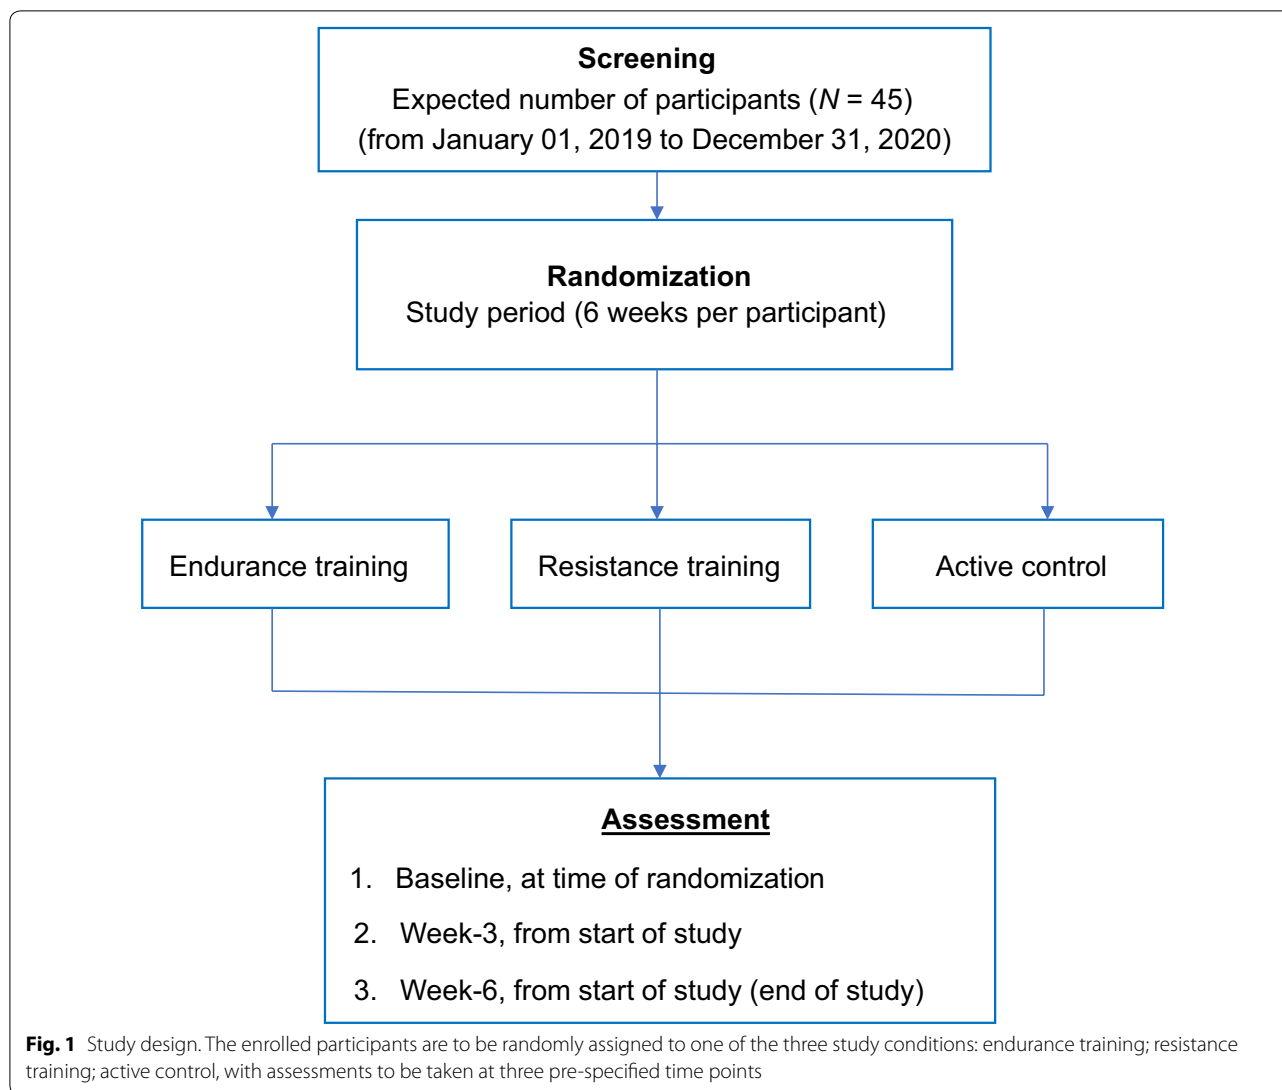 Screening
Expected number of participants (N = 45)
(from January 01, 2019 to December 31, 2020)
Randomization
Study period (6 weeks per participant)
Endurance training
Resistance training
Active control
Assessment
1. Baseline, at time of randomization
2. Week-3, from start of study
3. Week-6, from start of study (end of study)
Fig. 1 Study design. The enrolled participants are to be randomly assigned to one of the three study conditions: endurance training; resistance
training; active control, with assessments to be taken at three pre-specified time points